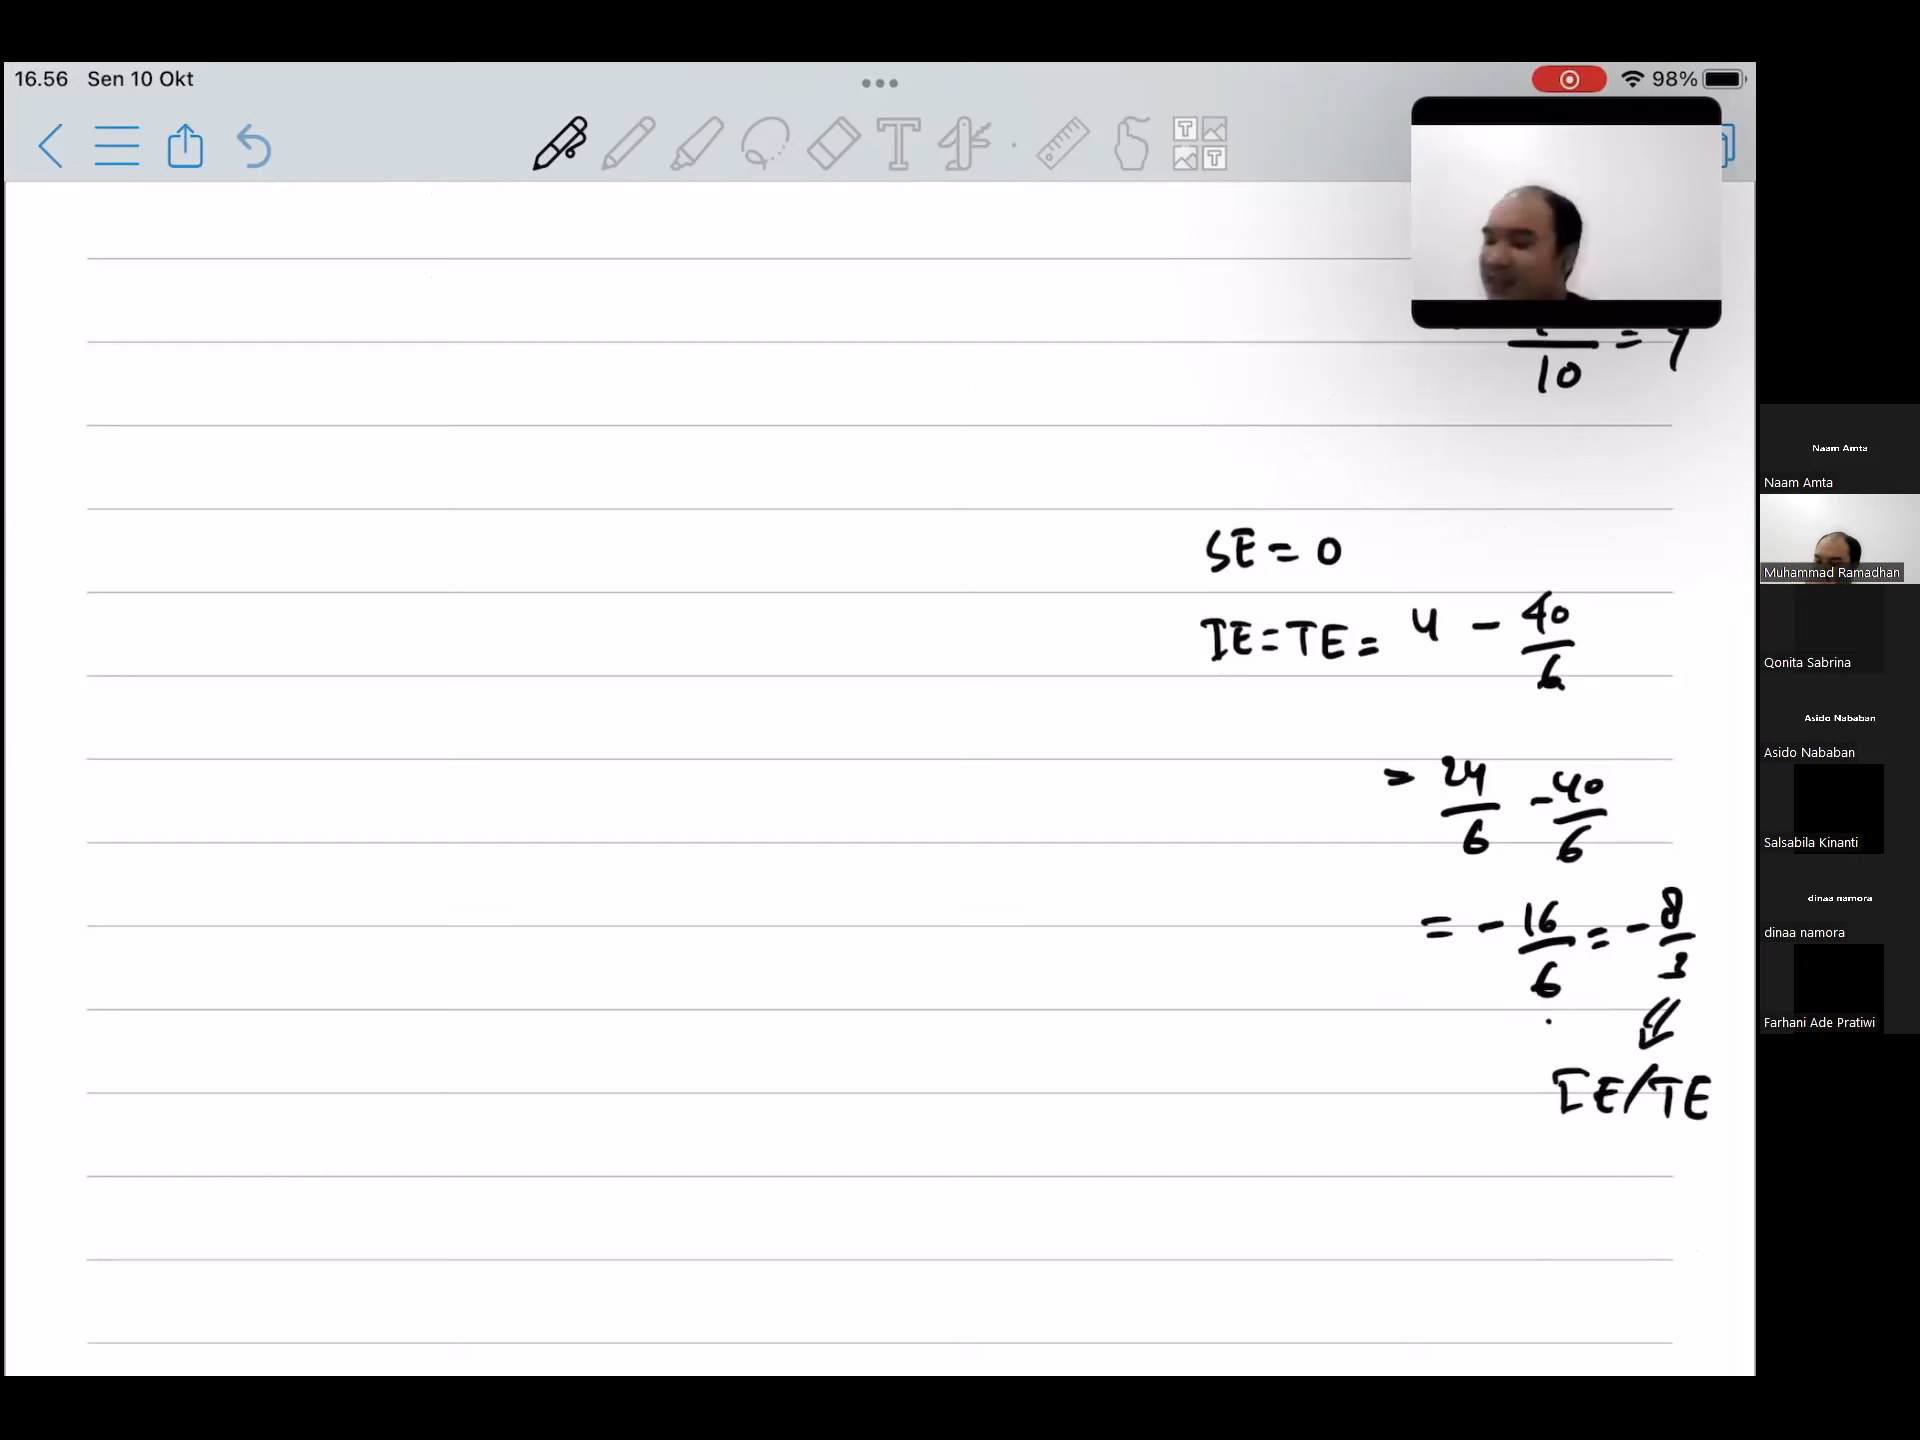 16.56 Sen 10 Okt
98%
T
T
T
10 =
SE = 0
IE = TE = 4 - 40/6
= 24/6 - 40/6
= - 16/6 = - 8/3
IE/TE
Naam Amta
Naam Amta
Muhammad Ramadhan
Qonita Sabrina
Asido Nababan
Asido Nababan
Salsabila Kinanti
dinaa namora
dinaa namora
Farhani Ade Pratiwi